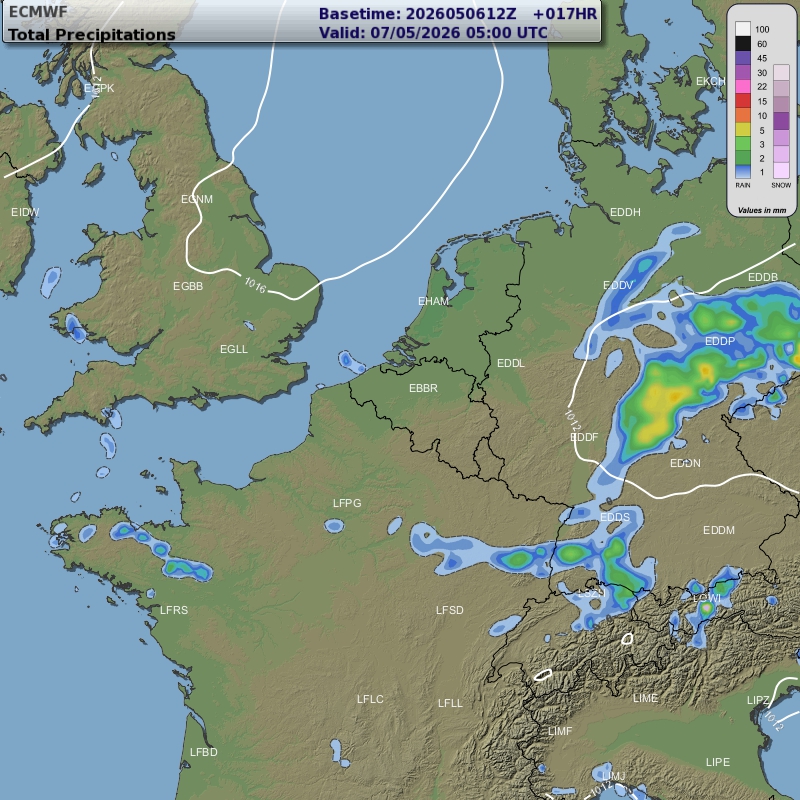 ECMWF
Basetime: 2026050612Z +017HR
Total Precipitations
Valid: 07/05/2026 05:00 UTC
100
60
45
30
22
15
10
5
3
2
1
RAIN
SNOW
Values in mm
EGPK
EKCH
EIDW
EGNM
EDDH
EGBB
1016
EDDV
EDDB
EHAM
EDDP
EGLL
EDDL
EBBR
1012
EDDF
EDDN
LFPG
EDDS
EDDM
LSZH
LOWI
LFRS
LFSD
LFLC
LFLL
LIME
LIPZ
1012
LIMF
LFBD
LIPE
LIMJ
1012